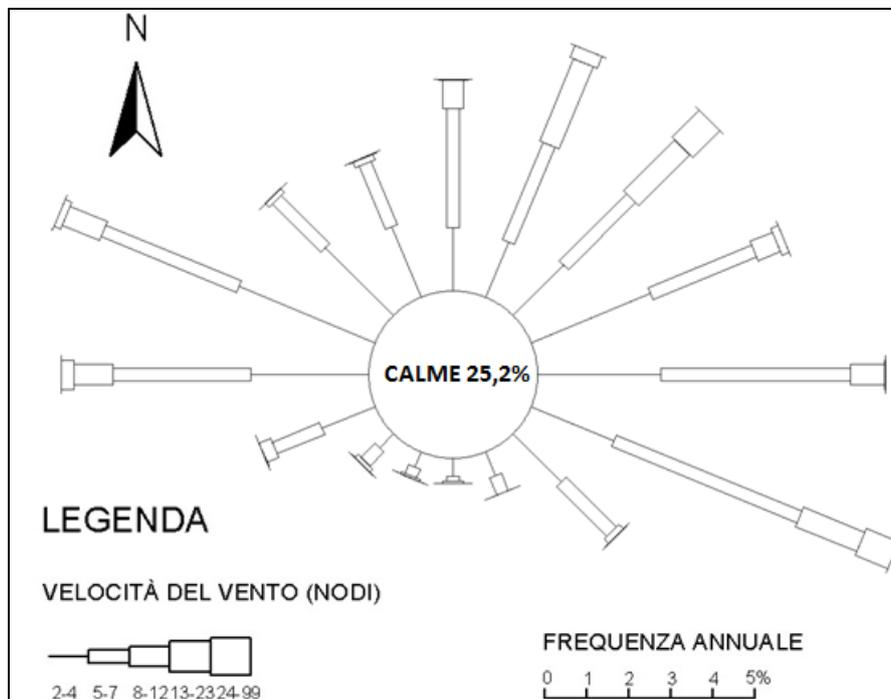 N
CALME 25,2%
LEGENDA
VELOCITÀ DEL VENTO (NODI)
2-4 5-7 8-12 13-23 24-99
FREQUENZA ANNUALE
0 1 2 3 4 5%